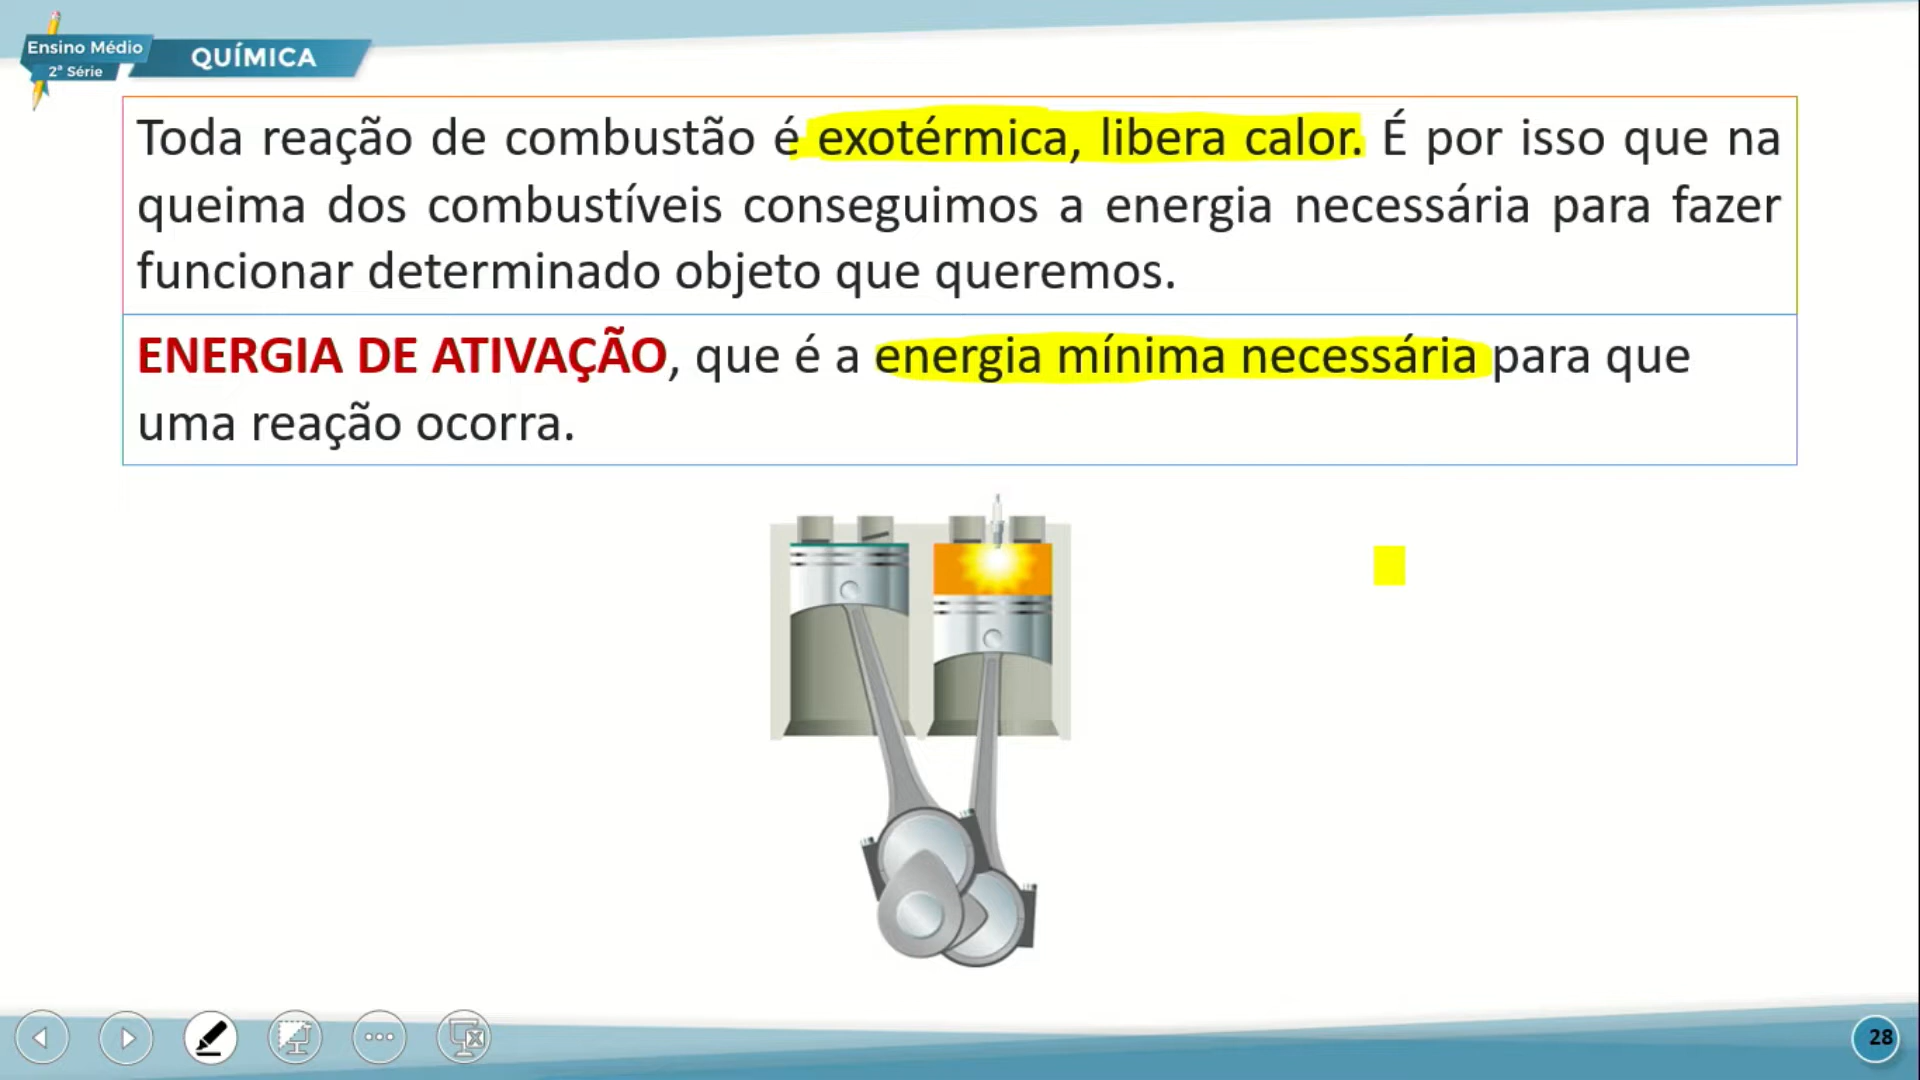 Ensino Médio
2ª Série
QUÍMICA
Toda reação de combustão é exotérmica, libera calor. É por isso que na
queima dos combustíveis conseguimos a energia necessária para fazer
funcionar determinado objeto que queremos.
ENERGIA DE ATIVAÇÃO, que é a energia mínima necessária para que
uma reação ocorra.
28